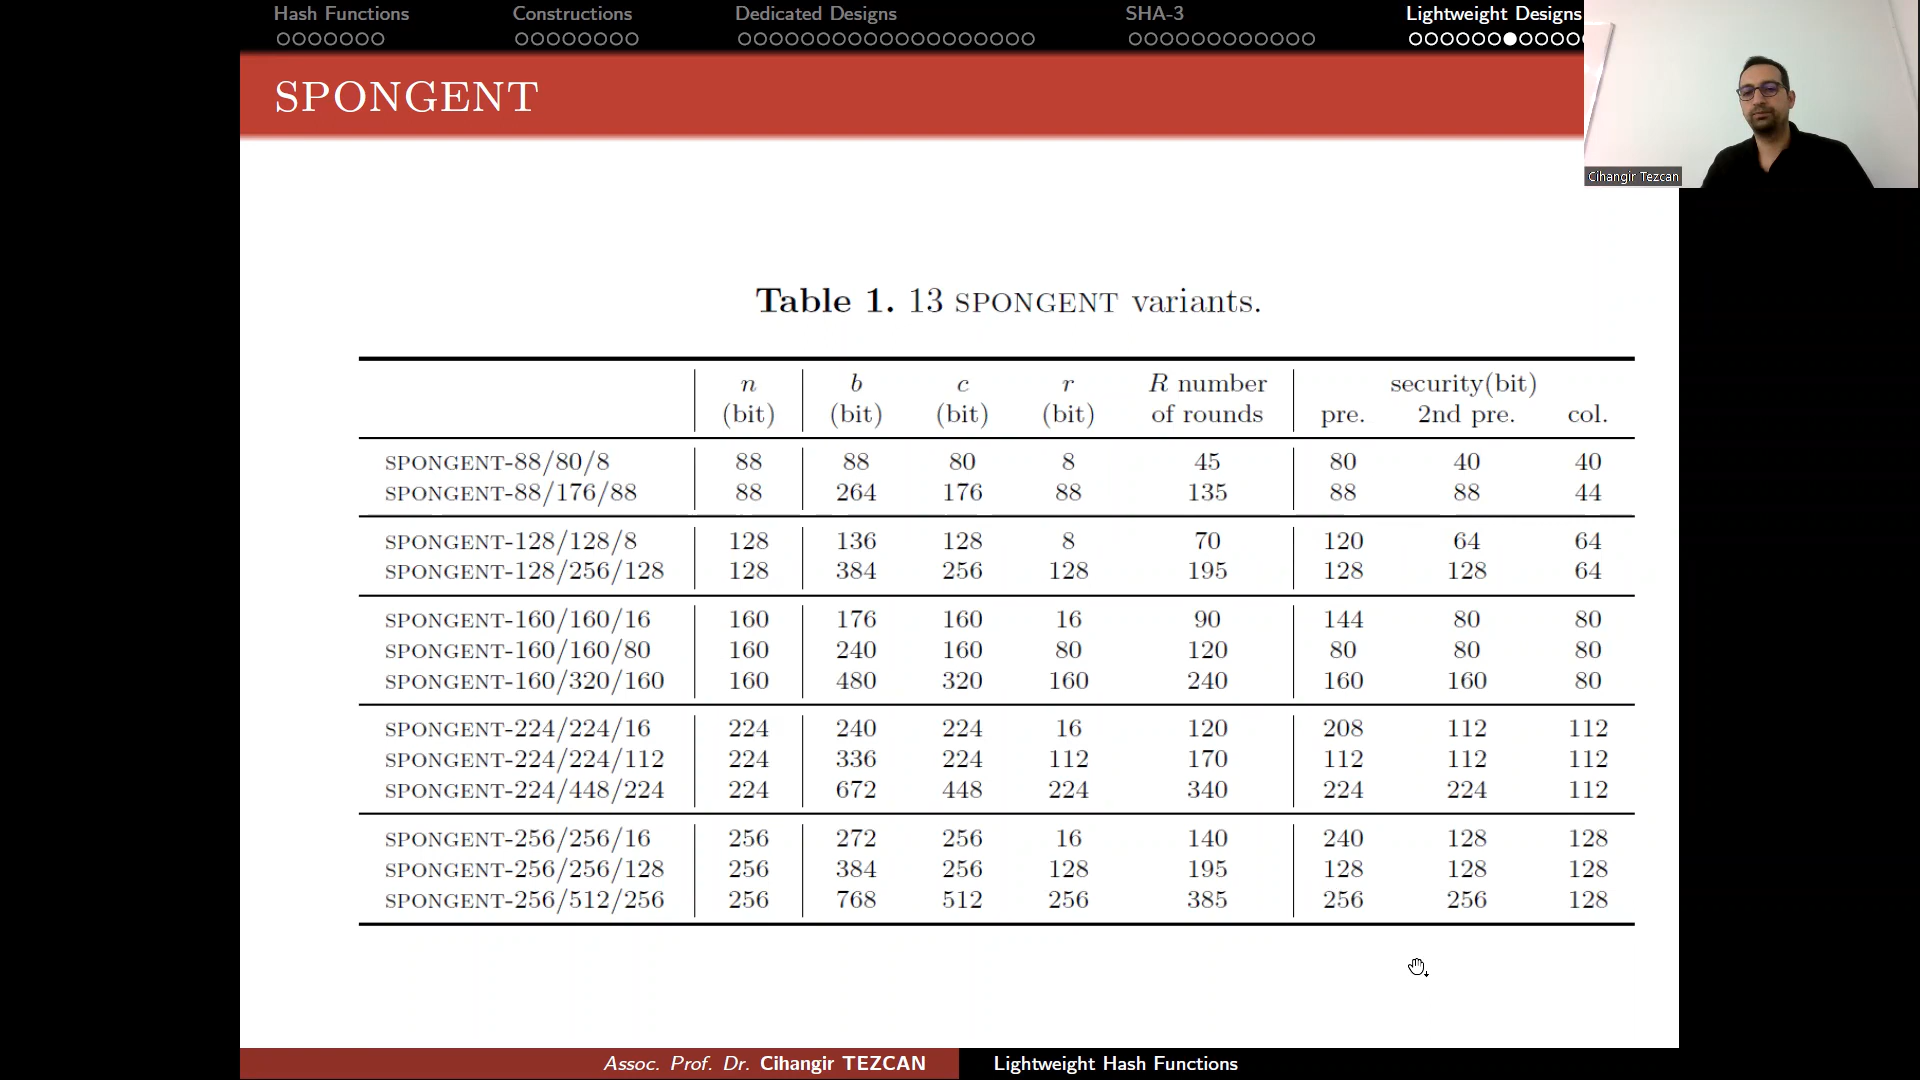 Hash Functions Constructions Dedicated Designs SHA-3 Lightweight Designs
SPONGENT
Cihangir Tezcan
Table 1. 13 SPONGENT variants.
n b c r R number security(bit)
(bit) (bit) (bit) (bit) of rounds pre. 2nd pre. col.
SPONGENT-88/80/8 88 88 80 8 45 80 40 40
SPONGENT-88/176/88 88 264 176 88 135 88 88 44
SPONGENT-128/128/8 128 136 128 8 70 120 64 64
SPONGENT-128/256/128 128 384 256 128 195 128 128 64
SPONGENT-160/160/16 160 176 160 16 90 144 80 80
SPONGENT-160/160/80 160 240 160 80 120 80 80 80
SPONGENT-160/320/160 160 480 320 160 240 160 160 80
SPONGENT-224/224/16 224 240 224 16 120 208 112 112
SPONGENT-224/224/112 224 336 224 112 170 112 112 112
SPONGENT-224/448/224 224 672 448 224 340 224 224 112
SPONGENT-256/256/16 256 272 256 16 140 240 128 128
SPONGENT-256/256/128 256 384 256 128 195 128 128 128
SPONGENT-256/512/256 256 768 512 256 385 256 256 128
Assoc. Prof. Dr. Cihangir TEZCAN Lightweight Hash Functions